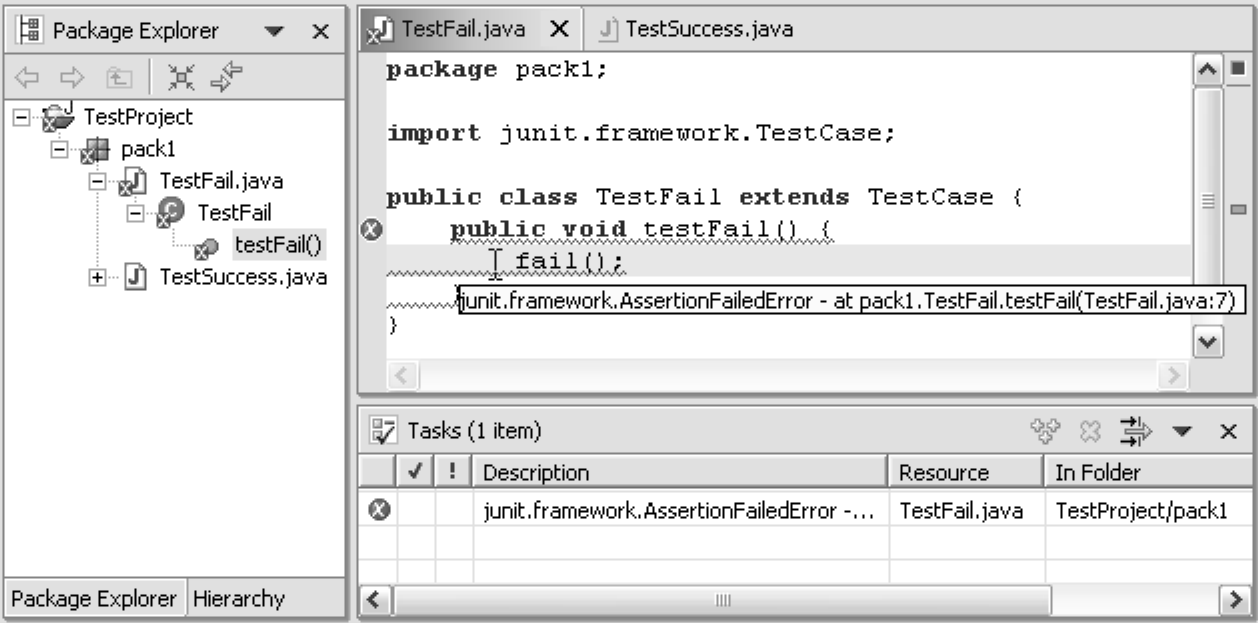 Package Explorer
TestProject
pack1
TestFail.java
TestFail
testFail()
TestSuccess.java
Package Explorer Hierarchy
TestFail.java TestSuccess.java
package pack1;
import junit.framework.TestCase;
public class TestFail extends TestCase {
public void testFail() {
fail();
junit.framework.AssertionFailedError - at pack1.TestFail.testFail(TestFail.java:7)
}
Tasks (1 item)
! Description Resource In Folder
junit.framework.AssertionFailedError -... TestFail.java TestProject/pack1